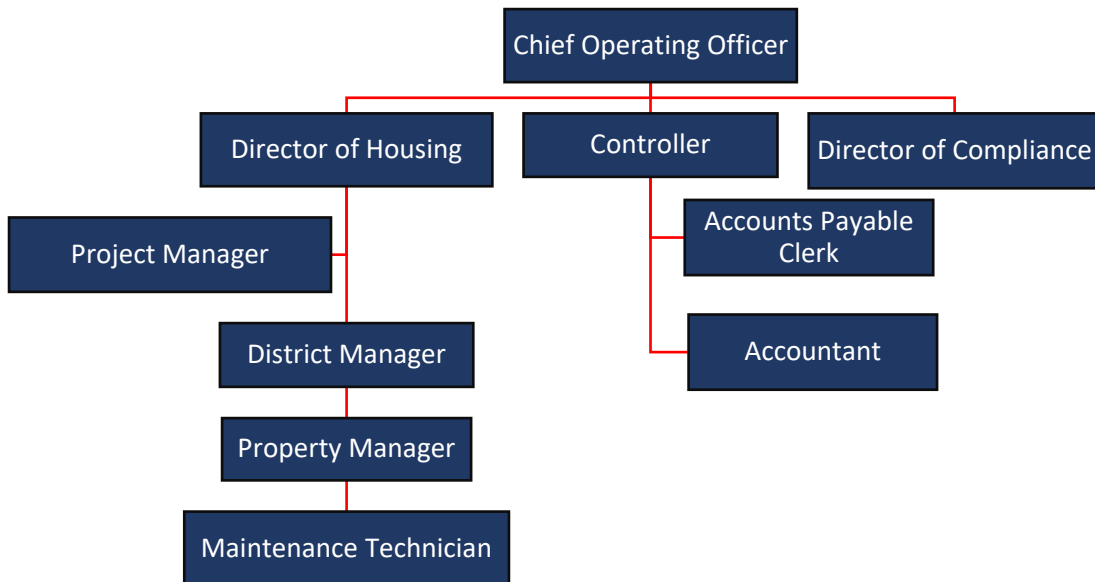 Chief Operating Officer
Director of Housing
Controller
Director of Compliance
Project Manager
Accounts Payable
Clerk
District Manager
Accountant
Property Manager
Maintenance Technician